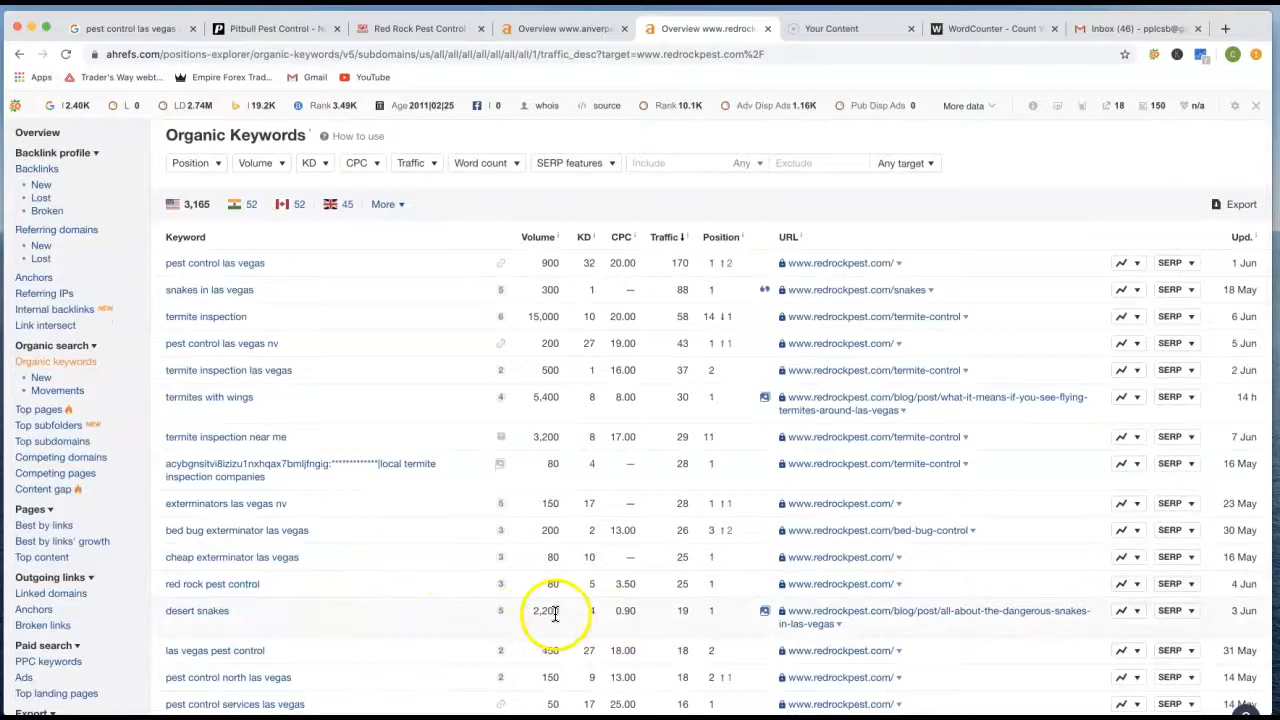 pest control las vegas
Pitbull Pest Control - N
Red Rock Pest Control
Overview www.anverpe
Overview www.redrock
Your Content
WordCounter - Count W
Inbox (46) - pplcsb@g
ahrefs.com/positions-explorer/organic-keywords/v5/subdomains/us/all/all/all/all/all/all/1/traffic_desc?target=www.redrockpest.com%2F
Apps
Trader's Way webt...
Empire Forex Trad...
Gmail
YouTube
I 2.40K
L 0
LD 2.74M
I 19.2K
Rank 3.49K
Age 2011|02|25
I 0
whois
source
Rank 10.1K
Adv Disp Ads 1.16K
Pub Disp Ads 0
More data
18
150
n/a
Overview
Backlink profile
Backlinks
New
Lost
Broken
Referring domains
New
Lost
Anchors
Referring IPs
Internal backlinks NEW
Link intersect
Organic search
Organic keywords
New
Movements
Top pages
Top subfolders NEW
Top subdomains
Competing domains
Competing pages
Content gap
Pages
Best by links
Best by links' growth
Top content
Outgoing links
Linked domains
Anchors
Broken links
Paid search
PPC keywords
Ads
Top landing pages
Export
Organic Keywords
How to use
Position
Volume
KD
CPC
Traffic
Word count
SERP features
Include
Any
Exclude
Any target
3,165
52
52
45
More
Export
Keyword Volume KD CPC Traffic Position URL Upd.
pest control las vegas 900 32 20.00 170 1 ↑2 www.redrockpest.com/ SERP 1 Jun
snakes in las vegas 5 300 1 — 88 1 www.redrockpest.com/snakes SERP 18 May
termite inspection 6 15,000 10 20.00 58 14 ↓1 www.redrockpest.com/termite-control SERP 6 Jun
pest control las vegas nv 200 27 19.00 43 1 ↑1 www.redrockpest.com/ SERP 5 Jun
termite inspection las vegas 2 500 1 16.00 37 2 www.redrockpest.com/termite-control SERP 2 Jun
termites with wings 4 5,400 8 8.00 30 1 www.redrockpest.com/blog/post/what-it-means-if-you-see-flying- SERP 14 h
termites-around-las-vegas
termite inspection near me 3,200 8 17.00 29 11 www.redrockpest.com/termite-control SERP 7 Jun
acybgnsitvi8izizu1nxhqax7bmljfngig:*************|local termite 80 4 — 28 1 www.redrockpest.com/termite-control SERP 16 May
inspection companies
exterminators las vegas nv 5 150 17 — 28 1 ↑1 www.redrockpest.com/ SERP 23 May
bed bug exterminator las vegas 3 200 2 13.00 26 3 ↑2 www.redrockpest.com/bed-bug-control SERP 30 May
cheap exterminator las vegas 3 80 10 — 25 1 www.redrockpest.com/ SERP 16 May
red rock pest control 3 80 5 3.50 25 1 www.redrockpest.com/ SERP 4 Jun
desert snakes 5 2,200 4 0.90 19 1 www.redrockpest.com/blog/post/all-about-the-dangerous-snakes- SERP 3 Jun
in-las-vegas
las vegas pest control 2 450 27 18.00 18 2 www.redrockpest.com/ SERP 31 May
pest control north las vegas 2 150 9 13.00 18 2 ↑1 www.redrockpest.com/ SERP 14 May
pest control services las vegas 50 17 25.00 16 1 www.redrockpest.com/ SERP 14 May